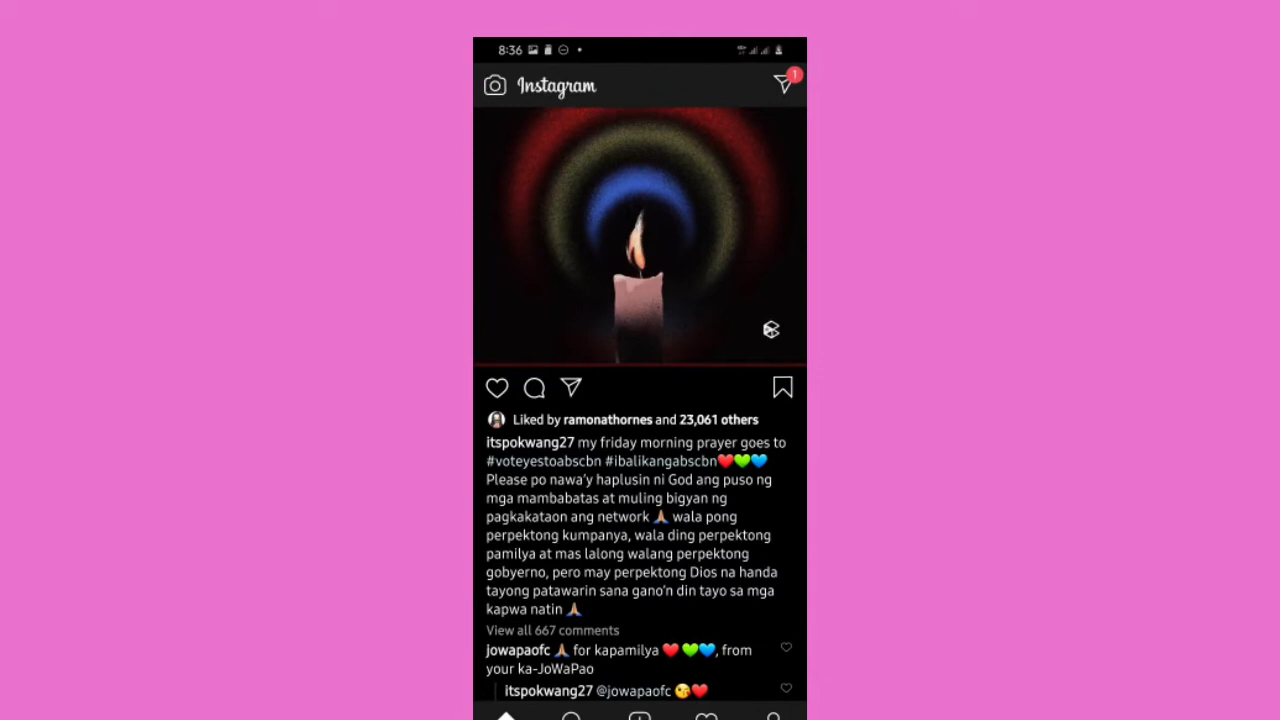 8:36
Instagram
1
Liked by ramonathornes and 23,061 others
itspokwang27 my friday morning prayer goes to
#voteyestoabscbn #ibalikangabscbn❤️💚💙
Please po nawa'y haplusin ni God ang puso ng
mga mambabatas at muling bigyan ng
pagkakataon ang network 🙏🏽 wala pong
perpektong kumpanya, wala ding perpektong
pamilya at mas lalong walang perpektong
gobyerno, pero may perpektong Dios na handa
tayong patawarin sana gano'n din tayo sa mga
kapwa natin 🙏🏽
View all 667 comments
jowapaofc 🙏🏽 for kapamilya ❤️ 💚💙, from
your ka-JoWaPao
itspokwang27 @jowapaofc 😘❤️